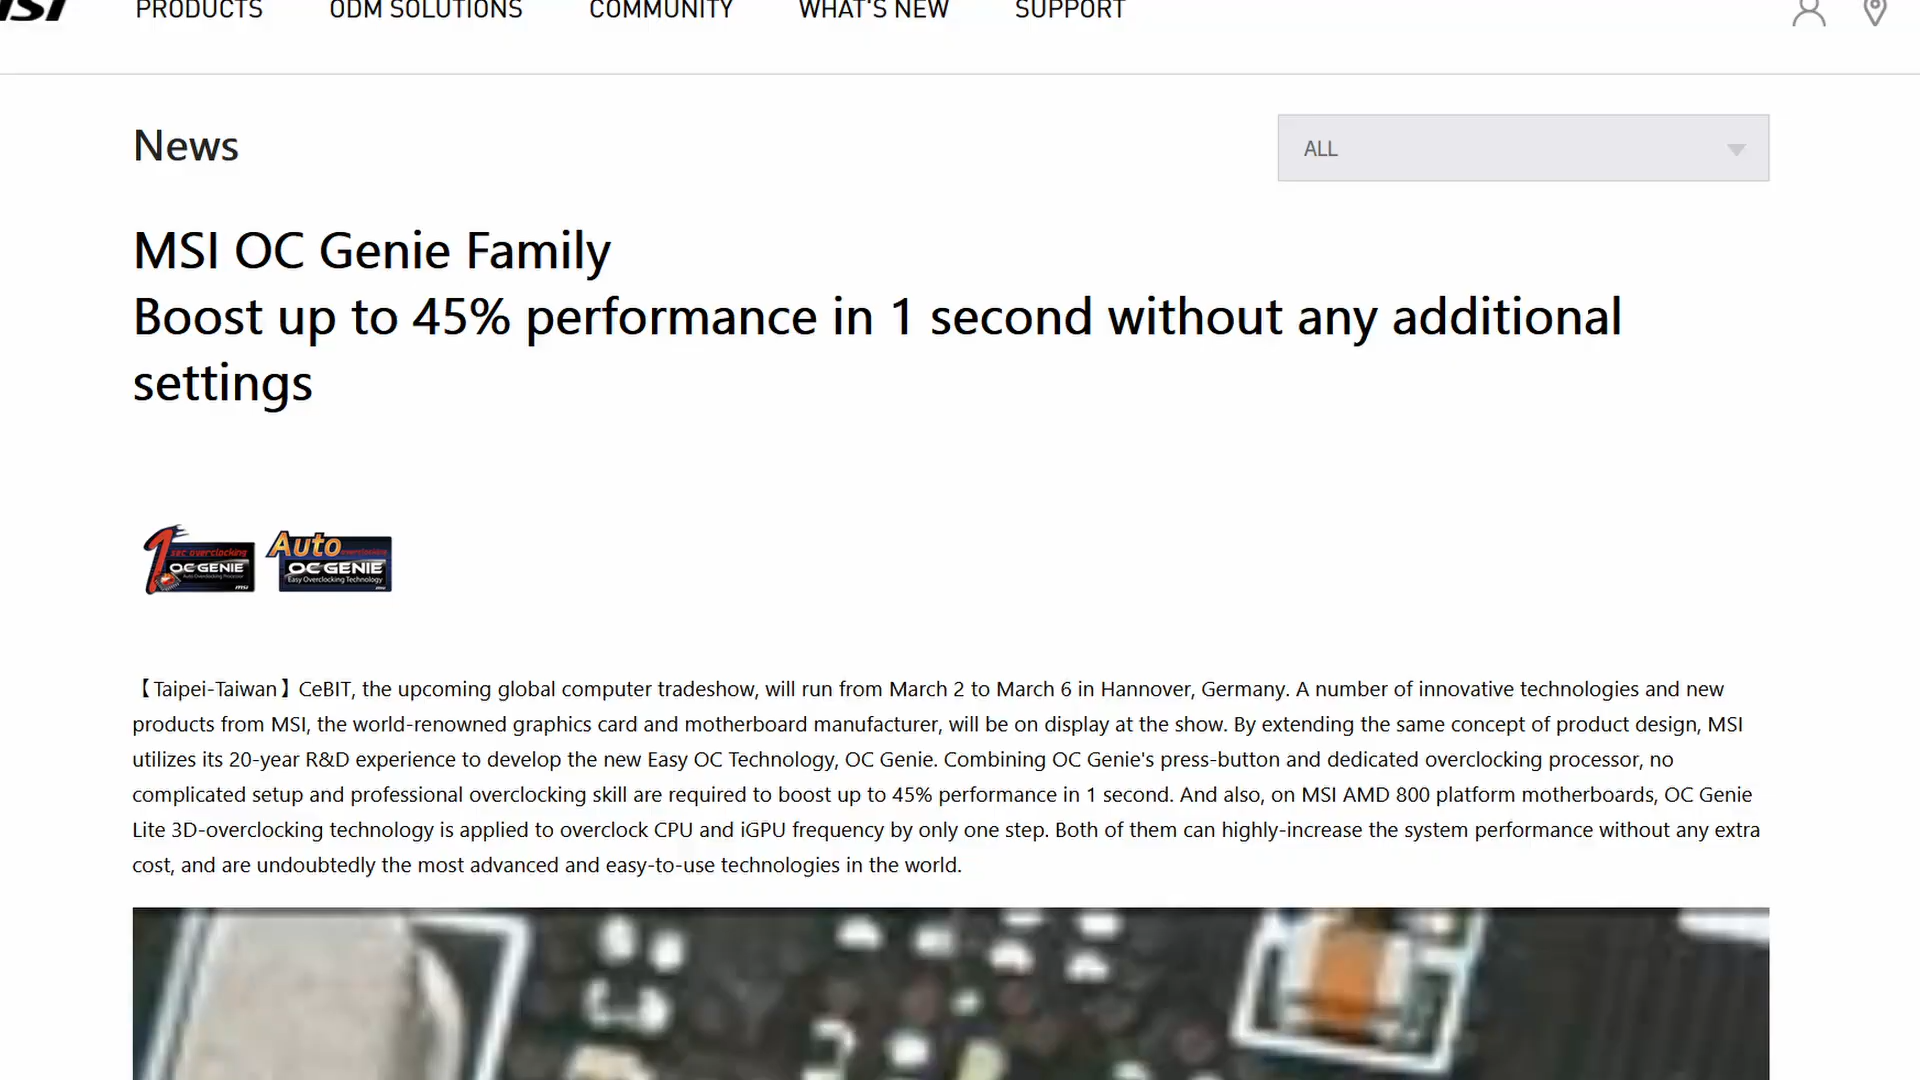 msi PRODUCTS ODM SOLUTIONS COMMUNITY WHAT'S NEW SUPPORT
News
ALL
MSI OC Genie Family
Boost up to 45% performance in 1 second without any additional
settings
1 sec overclocking
OC GENIE
Auto Overclocking Processor
msi
Auto overclocking
OC GENIE
Easy Overclocking Technology
msi
【Taipei-Taiwan】CeBIT, the upcoming global computer tradeshow, will run from March 2 to March 6 in Hannover, Germany. A number of innovative technologies and new
products from MSI, the world-renowned graphics card and motherboard manufacturer, will be on display at the show. By extending the same concept of product design, MSI
utilizes its 20-year R&D experience to develop the new Easy OC Technology, OC Genie. Combining OC Genie's press-button and dedicated overclocking processor, no
complicated setup and professional overclocking skill are required to boost up to 45% performance in 1 second. And also, on MSI AMD 800 platform motherboards, OC Genie
Lite 3D-overclocking technology is applied to overclock CPU and iGPU frequency by only one step. Both of them can highly-increase the system performance without any extra
cost, and are undoubtedly the most advanced and easy-to-use technologies in the world.